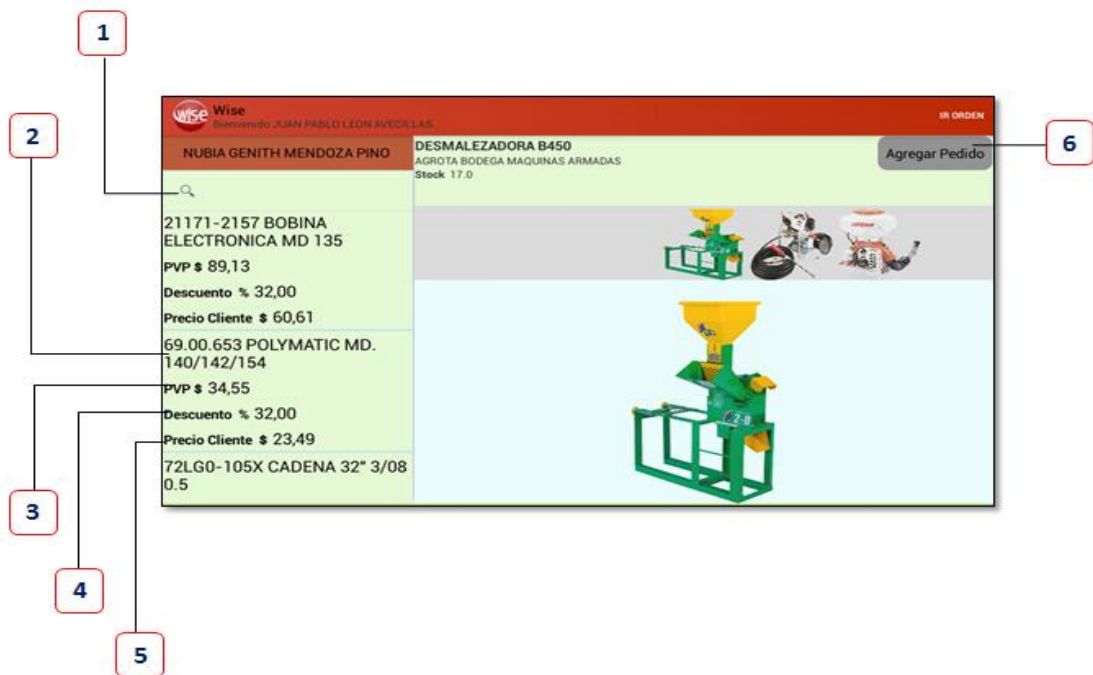 1
2
3
4
5
6
wise
Wise
Bienvenido JUAN PABLO LEON AVECILLAS
IR ORDEN
NUBIA GENITH MENDOZA PINO
DESMALEZADORA B450
AGROTA BODEGA MAQUINAS ARMADAS
Stock 17.0
Agregar Pedido
21171-2157 BOBINA
ELECTRONICA MD 135
PVP $ 89,13
Descuento % 32,00
Precio Cliente $ 60,61
69.00.653 POLYMATIC MD.
140/142/154
PVP $ 34,55
Descuento % 32,00
Precio Cliente $ 23,49
72LG0-105X CADENA 32" 3/08
0.5